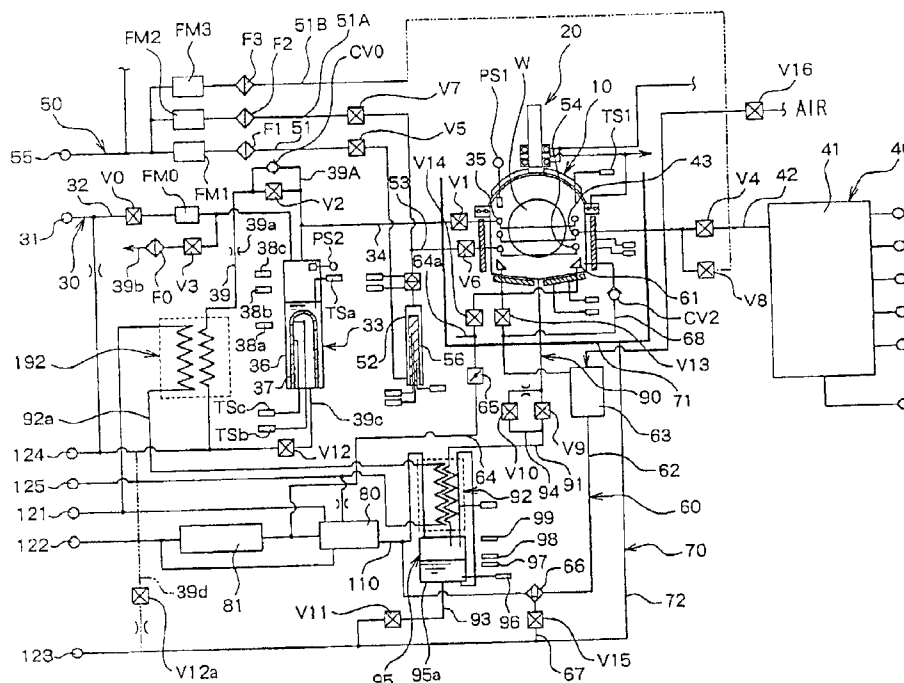 51A
51B
FM3
F3
F2
CV0
FM2
V7
PS1
W
20
10
V16
50
54
TS1
AIR
F1
51
V5
55
39A
V14
35
43
40
32
V0
FM0
FM1
53
V1
41
V4
42
31
39a
V2
34
30
39b
V3
39
38c
PS2
64a
V6
F0
38b
TSa
61
V8
38a
33
CV2
192
52
56
68
36
V13
37
65
90
71
63
92a
TSc
TSb
39c
V9
124
V12
V10
91
62
64
94
125
80
92
60
121
99
122
98
97
66
70
81
110
39d
V11
93
96
72
V12a
V15
123
95
95a
67